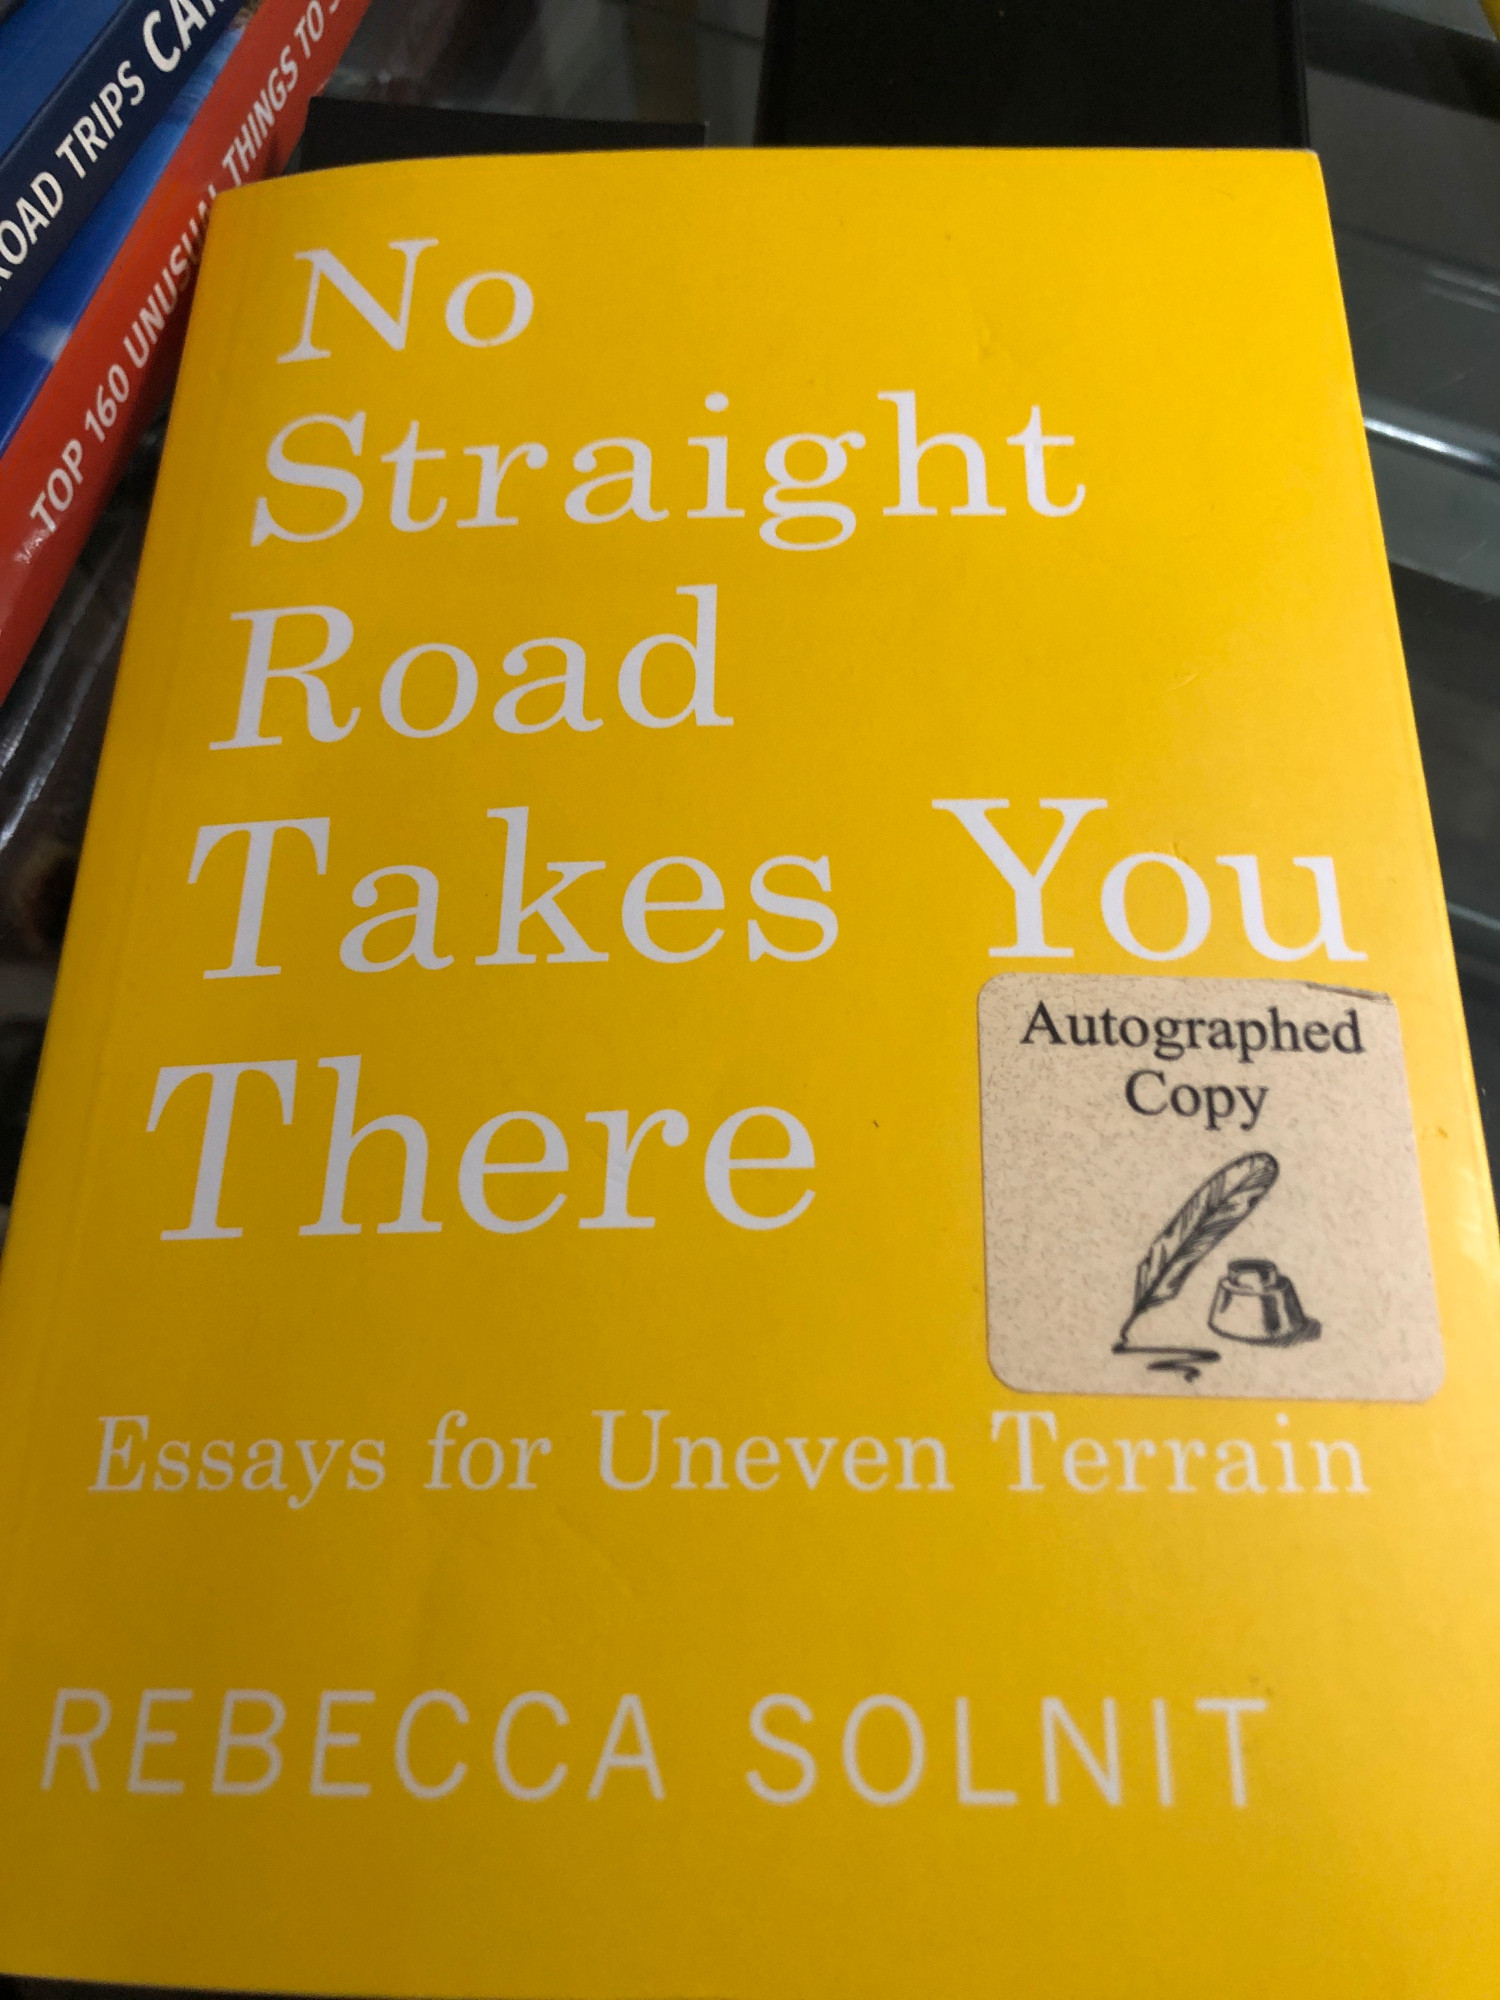 ROAD TRIPS
TOP 160 UNUSUAL THINGS TO
No
Straight
Road
Takes You
There
Autographed
Copy
Essays for Uneven Terrain
REBECCA SOLNIT